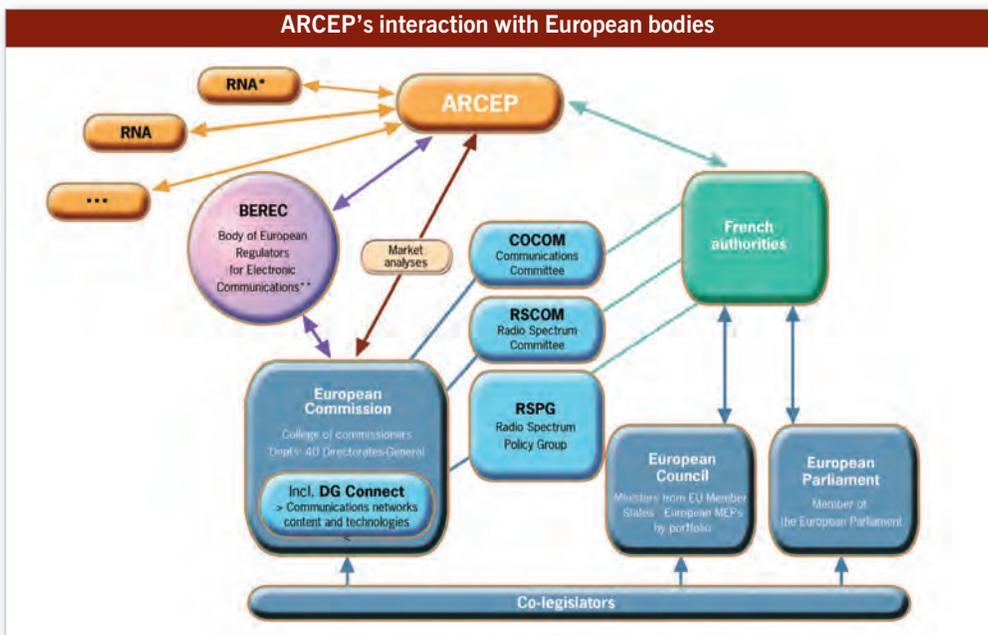 ARCEP's interaction with European bodies
RNA*
ARCEP
RNA
...
BEREC
Body of European
Regulators
for Electronic
Communications**
Market
analyses
COCOM
Communications
Committee
RSCOM
Radio Spectrum
Committee
RSPG
Radio Spectrum
Policy Group
French
authorities
European
Commission
College of commissioners
Depts: 40 Directorates-General
Incl. DG Connect
> Communications networks
content and technologies
<
European
Council
Ministers from EU Member
States - European MEPs
by portfolio
European
Parliament
Member of
the European Parliament
Co-legislators